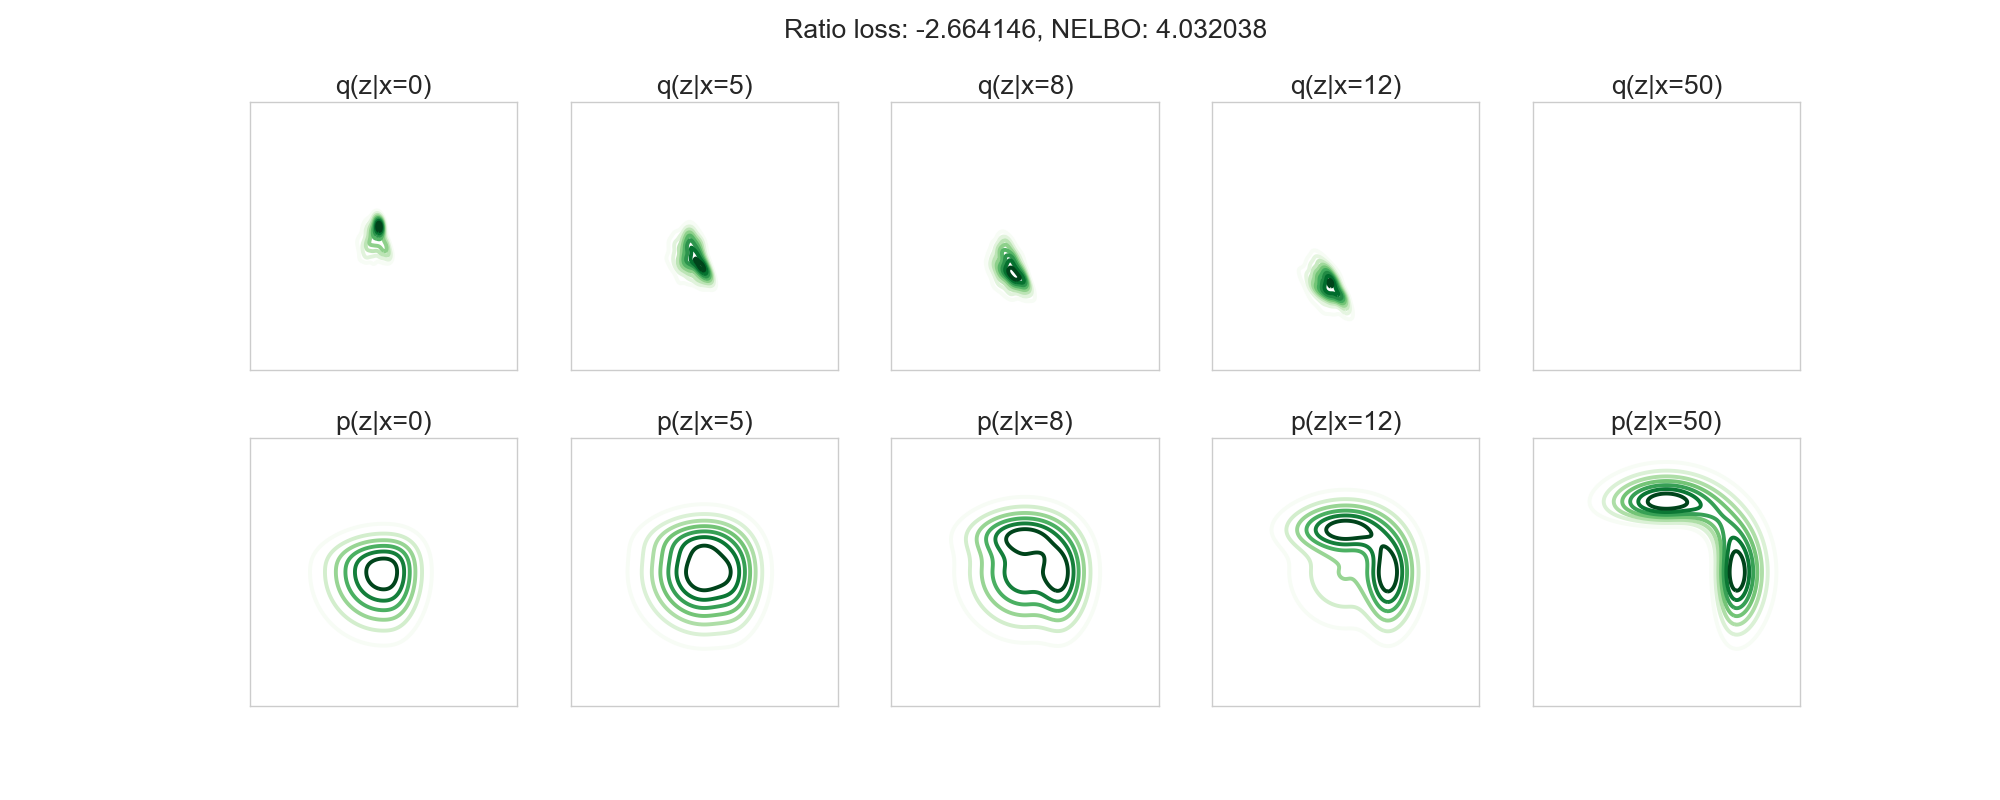 Ratio loss: -2.664146, NELBO: 4.032038
q(z|x=0) q(z|x=5) q(z|x=8) q(z|x=12) q(z|x=50)
p(z|x=0) p(z|x=5) p(z|x=8) p(z|x=12) p(z|x=50)